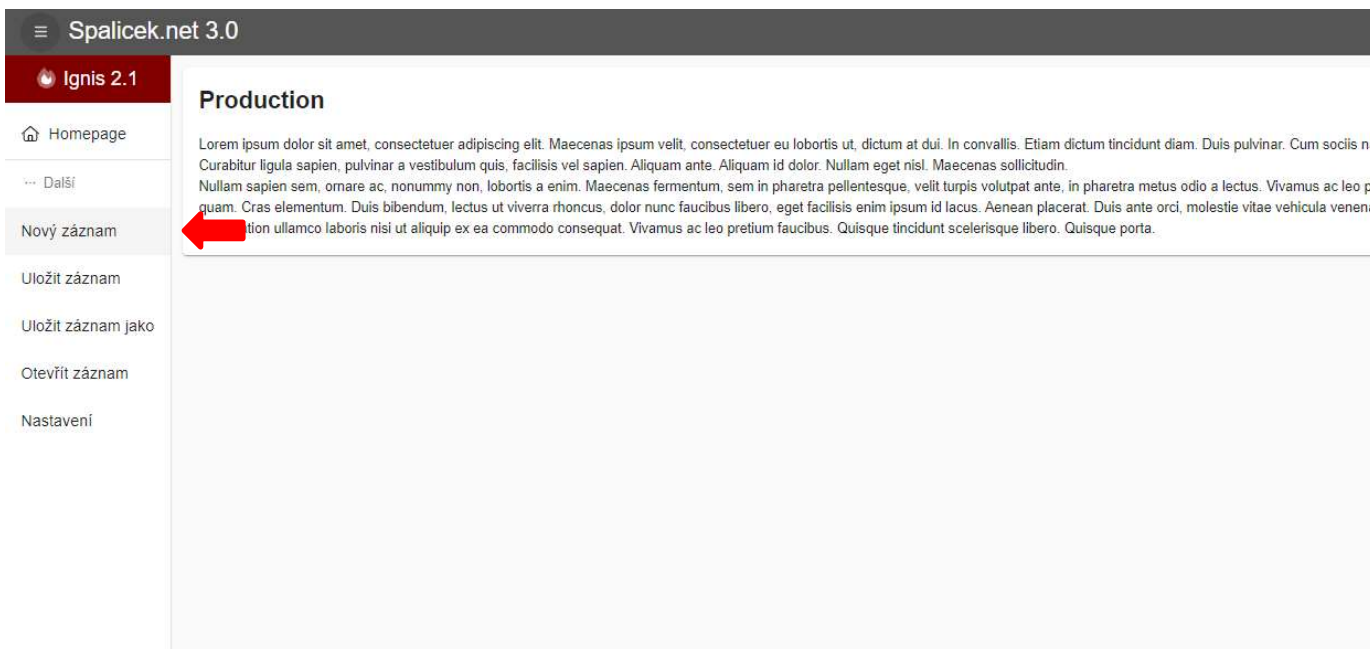 Spalicek.net 3.0
Ignis 2.1
Homepage
Další
Nový záznam
Uložit záznam
Uložit záznam jako
Otevřít záznam
Nastavení
Production
Lorem ipsum dolor sit amet, consectetuer adipiscing elit. Maecenas ipsum velit, consectetuer eu lobortis ut, dictum at dui. In convallis. Etiam dictum tincidunt diam. Duis pulvinar. Cum sociis n
Curabitur ligula sapien, pulvinar a vestibulum quis, facilisis vel sapien. Aliquam ante. Aliquam id dolor. Nullam eget nisl. Maecenas sollicitudin.
Nullam sapien sem, ornare ac, nonummy non, lobortis a enim. Maecenas fermentum, sem in pharetra pellentesque, velit turpis volutpat ante, in pharetra metus odio a lectus. Vivamus ac leo p
quam. Cras elementum. Duis bibendum, lectus ut viverra rhoncus, dolor nunc faucibus libero, eget facilisis enim ipsum id lacus. Aenean placerat. Duis ante orci, molestie vitae vehicula venena
tion ullamco laboris nisi ut aliquip ex ea commodo consequat. Vivamus ac leo pretium faucibus. Quisque tincidunt scelerisque libero. Quisque porta.